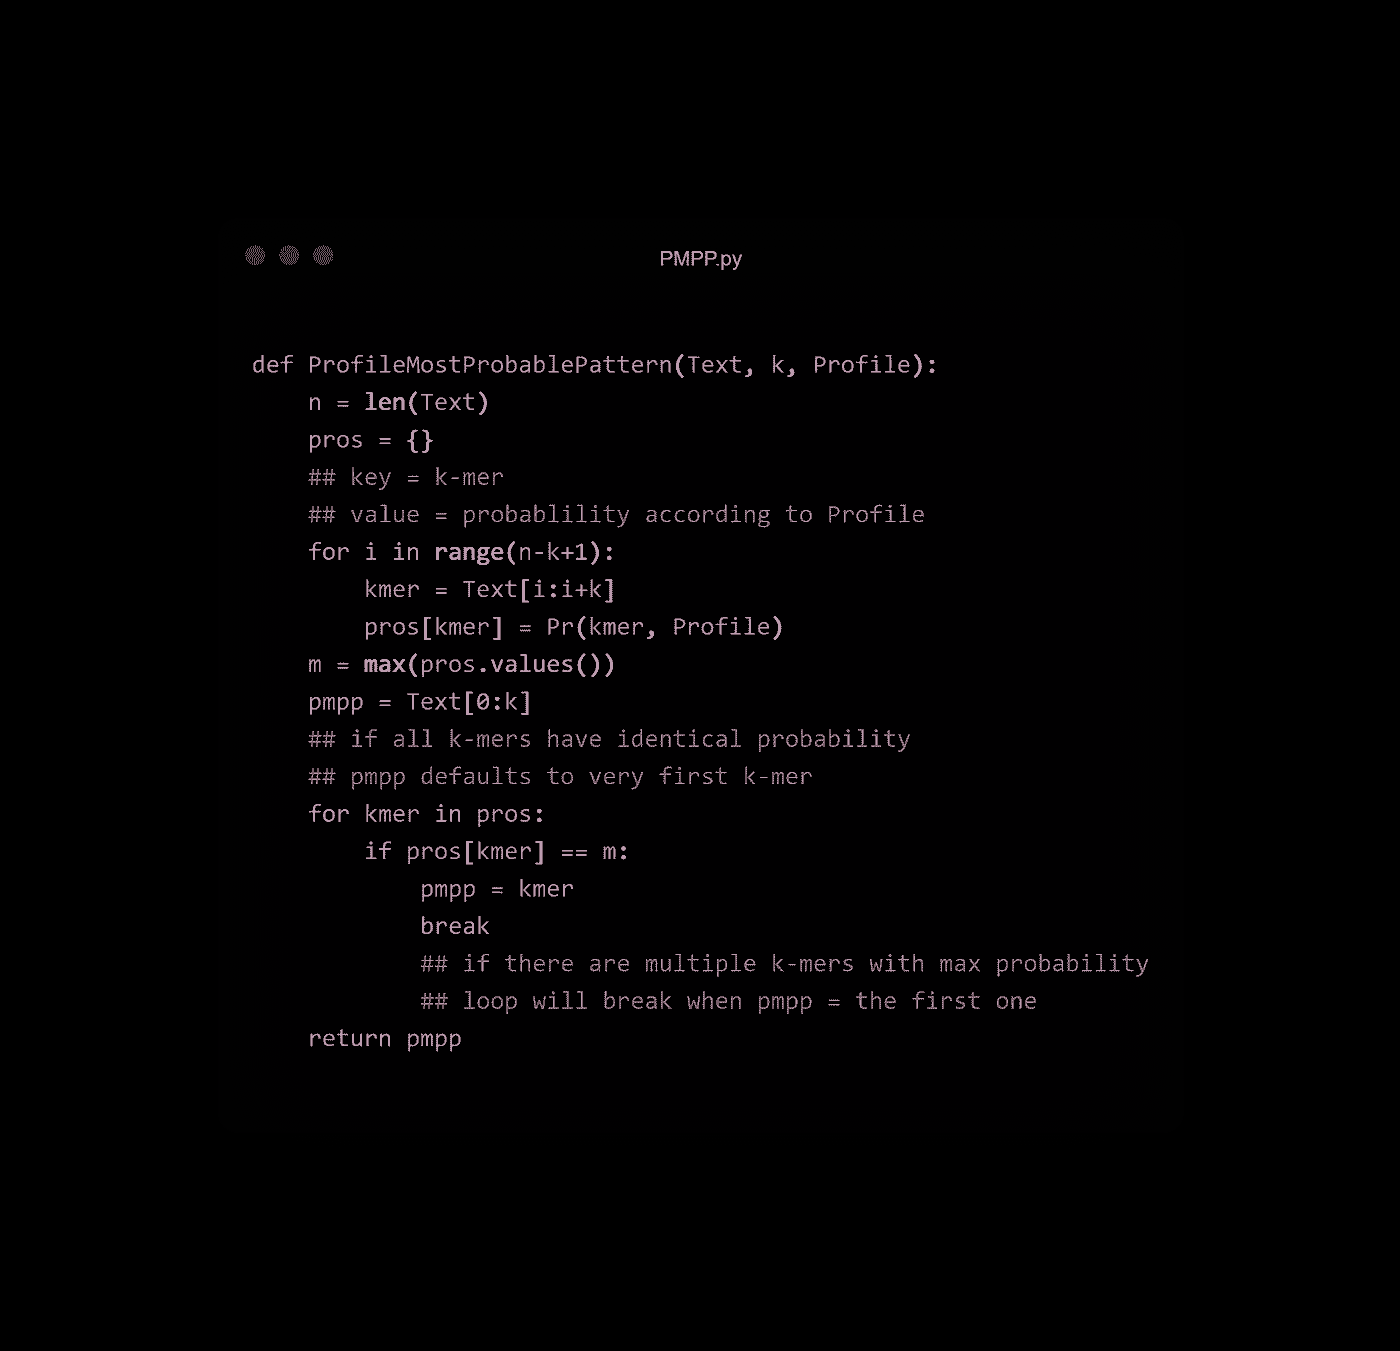 PMPP.py
def ProfileMostProbablePattern(Text, k, Profile):
    n = len(Text)
    pros = {}
    ## key = k-mer
    ## value = probablility according to Profile
    for i in range(n-k+1):
        kmer = Text[i:i+k]
        pros[kmer] = Pr(kmer, Profile)
    m = max(pros.values())
    pmpp = Text[0:k]
    ## if all k-mers have identical probability
    ## pmpp defaults to very first k-mer
    for kmer in pros:
        if pros[kmer] == m:
            pmpp = kmer
            break
            ## if there are multiple k-mers with max probability
            ## loop will break when pmpp = the first one
    return pmpp